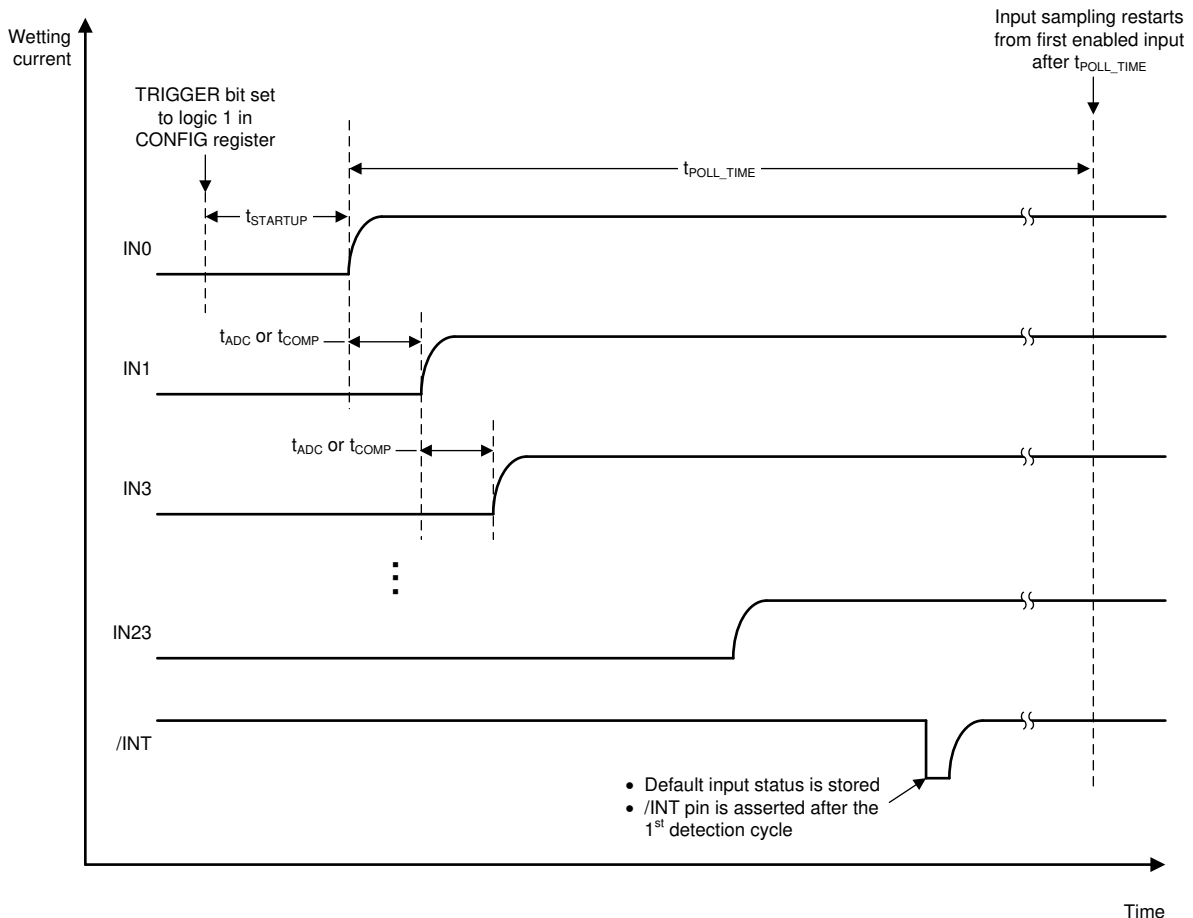 Wetting
current
Input sampling restarts
from first enabled input
after tPOLL_TIME
TRIGGER bit set
to logic 1 in
CONFIG register
tPOLL_TIME
tSTARTUP
IN0
tADC or tCOMP
IN1
tADC or tCOMP
IN3
IN23
/INT
• Default input status is stored
• /INT pin is asserted after the
1st detection cycle
Time